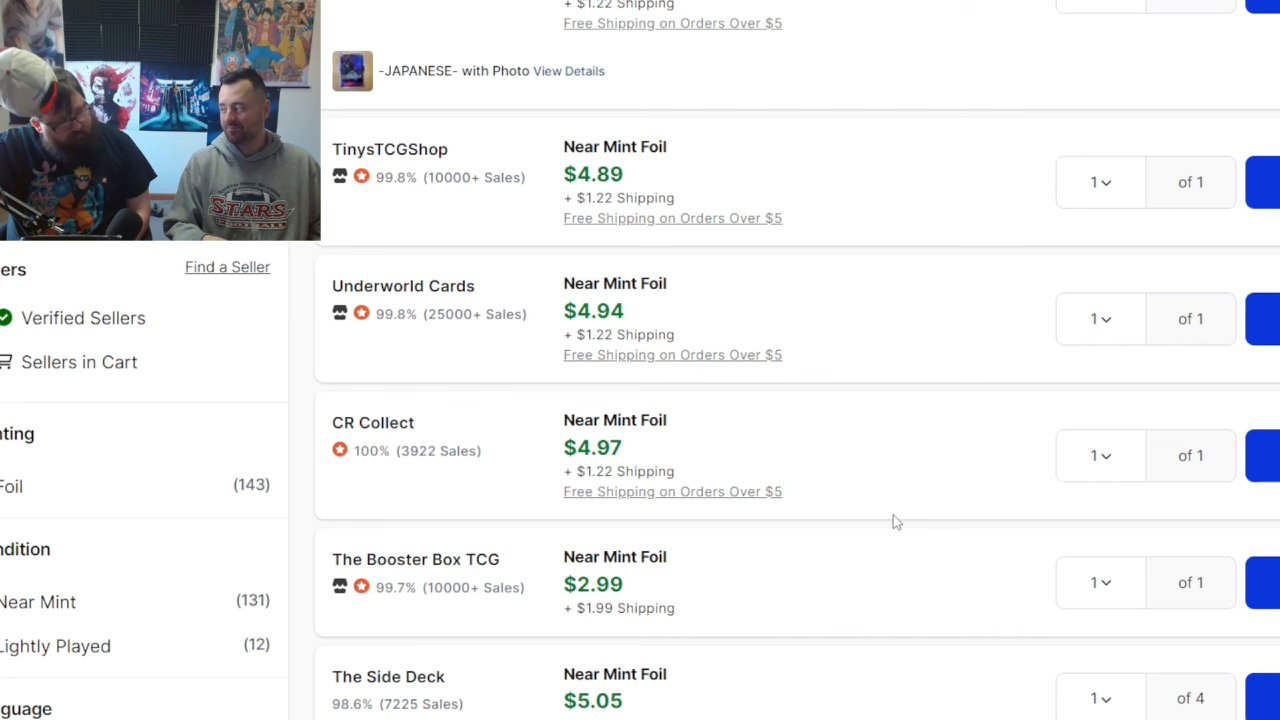 + $1.22 Shipping
Free Shipping on Orders Over $5
-JAPANESE- with Photo View Details
TinysTCGShop
99.8% (10000+ Sales)
Near Mint Foil
$4.89
+ $1.22 Shipping
Free Shipping on Orders Over $5
1
of 1
STARS
FOOTBALL
ers
Find a Seller
Verified Sellers
Sellers in Cart
nting
Foil
(143)
ndition
Near Mint
(131)
Lightly Played
(12)
guage
Underworld Cards
99.8% (25000+ Sales)
Near Mint Foil
$4.94
+ $1.22 Shipping
Free Shipping on Orders Over $5
1
of 1
CR Collect
100% (3922 Sales)
Near Mint Foil
$4.97
+ $1.22 Shipping
Free Shipping on Orders Over $5
1
of 1
The Booster Box TCG
99.7% (10000+ Sales)
Near Mint Foil
$2.99
+ $1.99 Shipping
1
of 1
The Side Deck
98.6% (7225 Sales)
Near Mint Foil
$5.05
1
of 4